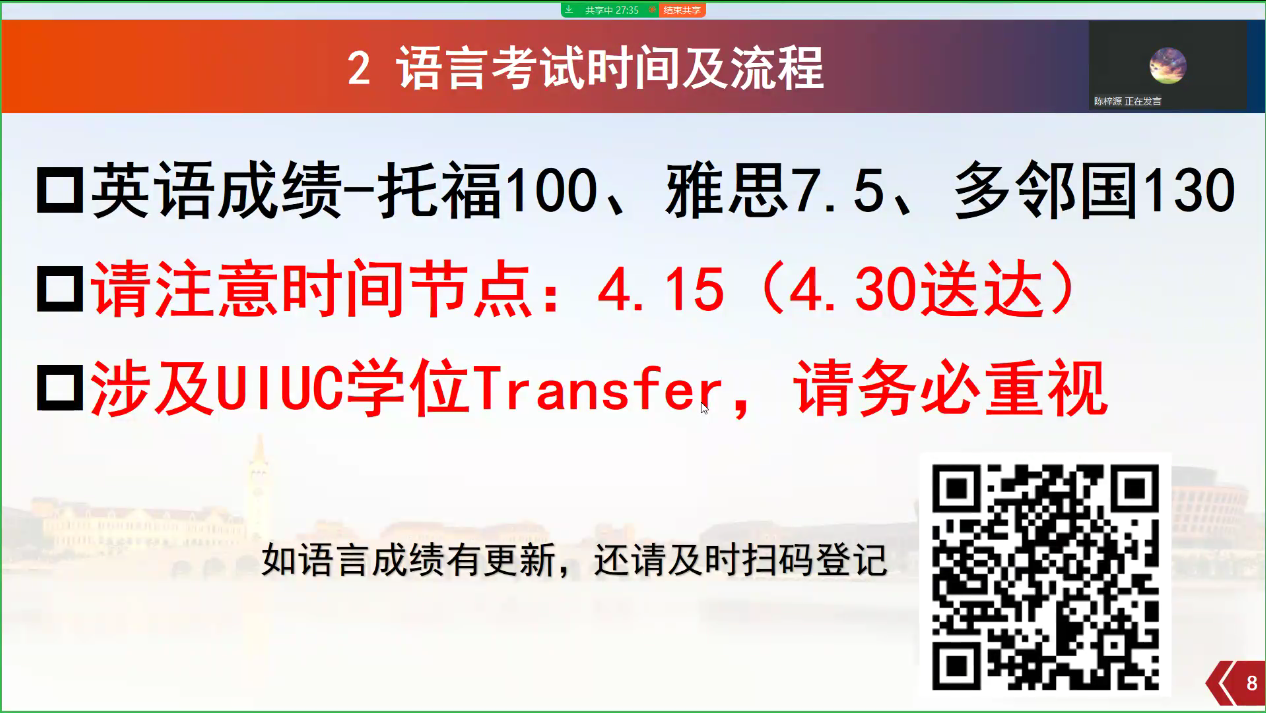 共享中 27:35 结束共享
2 语言考试时间及流程
陈梓源 正在发言
英语成绩-托福100、雅思7.5、多邻国130
请注意时间节点：4.15（4.30送达）
涉及UIUC学位Transfer，请务必重视
如语言成绩有更新，还请及时扫码登记
8